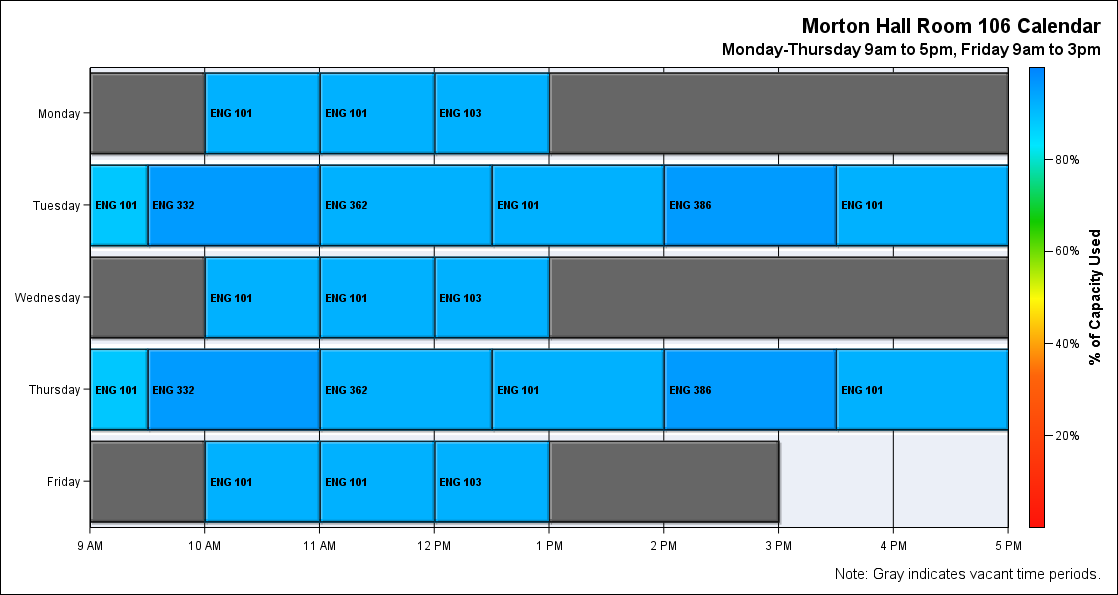 Morton Hall Room 106 Calendar
Monday-Thursday 9am to 5pm, Friday 9am to 3pm
Monday
ENG 101
ENG 101
ENG 103
Tuesday
ENG 101
ENG 332
ENG 362
ENG 101
ENG 386
ENG 101
Wednesday
ENG 101
ENG 101
ENG 103
Thursday
ENG 101
ENG 332
ENG 362
ENG 101
ENG 386
ENG 101
Friday
ENG 101
ENG 101
ENG 103
9 AM
10 AM
11 AM
12 PM
1 PM
2 PM
3 PM
4 PM
5 PM
80%
60%
40%
20%
% of Capacity Used
Note: Gray indicates vacant time periods.